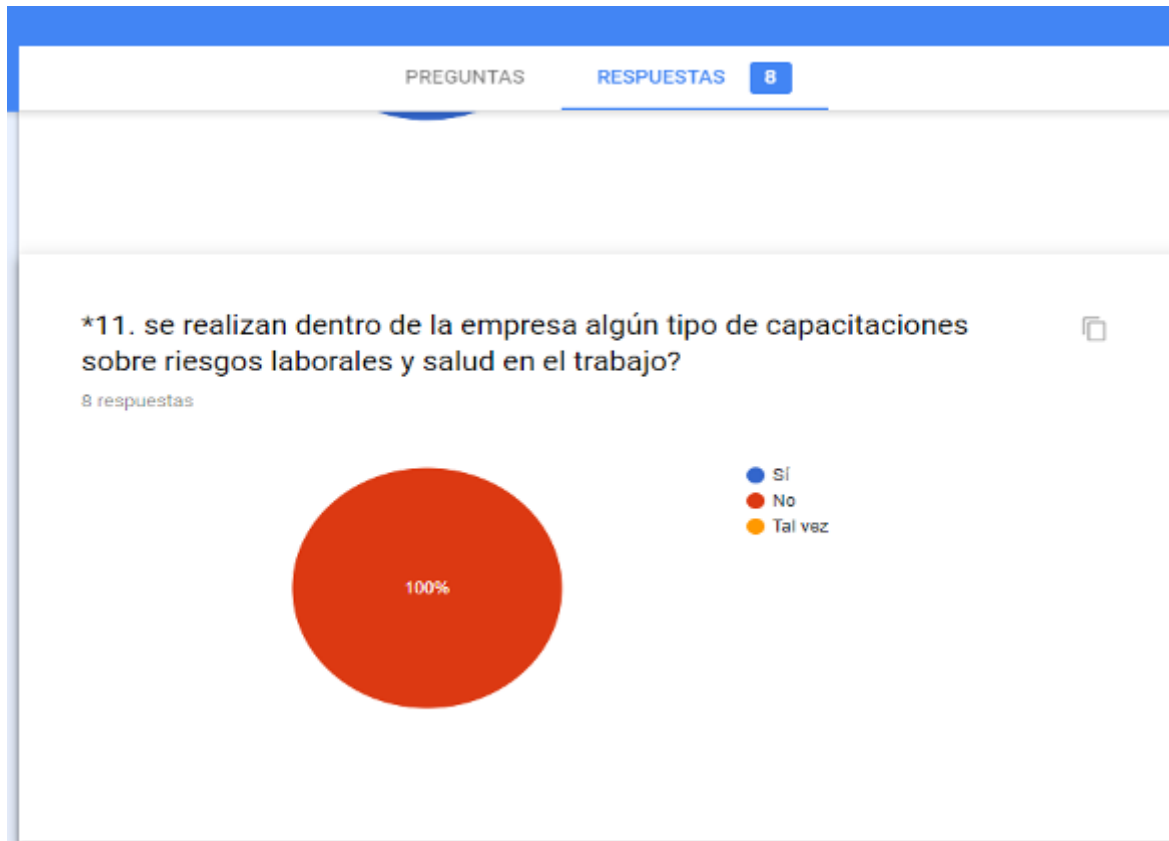 PREGUNTAS RESPUESTAS 8
*11. se realizan dentro de la empresa algún tipo de capacitaciones
sobre riesgos laborales y salud en el trabajo?
8 respuestas
Sí
No
Tal vez
100%